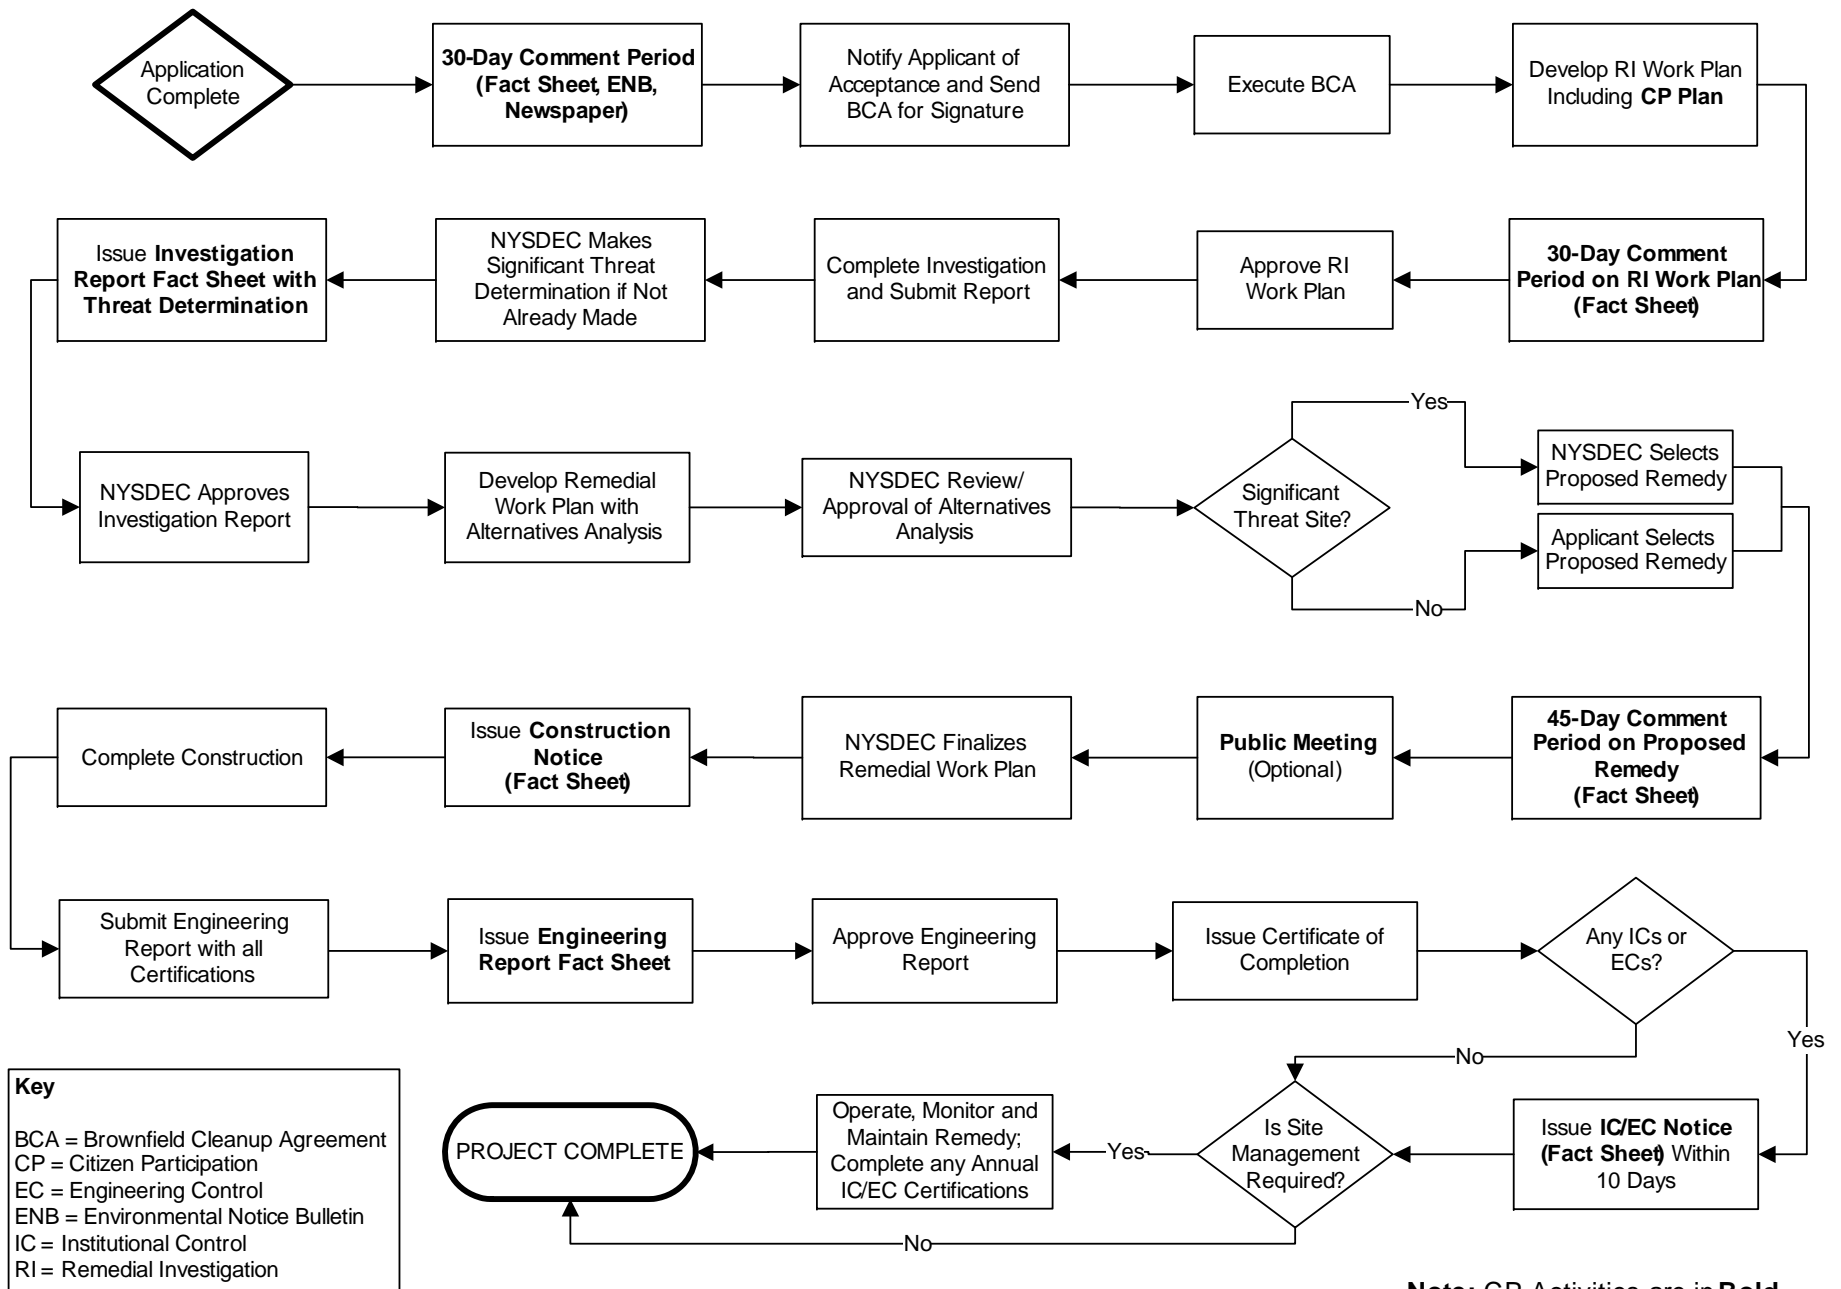 Application
Complete
30-Day Comment Period
(Fact Sheet, ENB,
Newspaper)
Notify Applicant of
Acceptance and Send
BCA for Signature
Execute BCA
Develop RI Work Plan
Including CP Plan
Issue Investigation
Report Fact Sheet with
Threat Determination
NYSDEC Makes
Significant Threat
Determination if Not
Already Made
Complete Investigation
and Submit Report
Approve RI
Work Plan
30-Day Comment
Period on RI Work Plan
(Fact Sheet)
NYSDEC Approves
Investigation Report
Develop Remedial
Work Plan with
Alternatives Analysis
NYSDEC Review/
Approval of Alternatives
Analysis
Significant
Threat Site?
Yes
No
NYSDEC Selects
Proposed Remedy
Applicant Selects
Proposed Remedy
Complete Construction
Issue Construction
Notice
(Fact Sheet)
NYSDEC Finalizes
Remedial Work Plan
Public Meeting
(Optional)
45-Day Comment
Period on Proposed
Remedy
(Fact Sheet)
Submit Engineering
Report with all
Certifications
Issue Engineering
Report Fact Sheet
Approve Engineering
Report
Issue Certificate of
Completion
Any ICs or
ECs?
Yes
No
Key
BCA = Brownfield Cleanup Agreement
CP = Citizen Participation
EC = Engineering Control
ENB = Environmental Notice Bulletin
IC = Institutional Control
RI = Remedial Investigation
PROJECT COMPLETE
Operate, Monitor and
Maintain Remedy;
Complete any Annual
IC/EC Certifications
Yes
Is Site
Management
Required?
Issue IC/EC Notice
(Fact Sheet) Within
10 Days
No
Note: CP Activities are in Bold